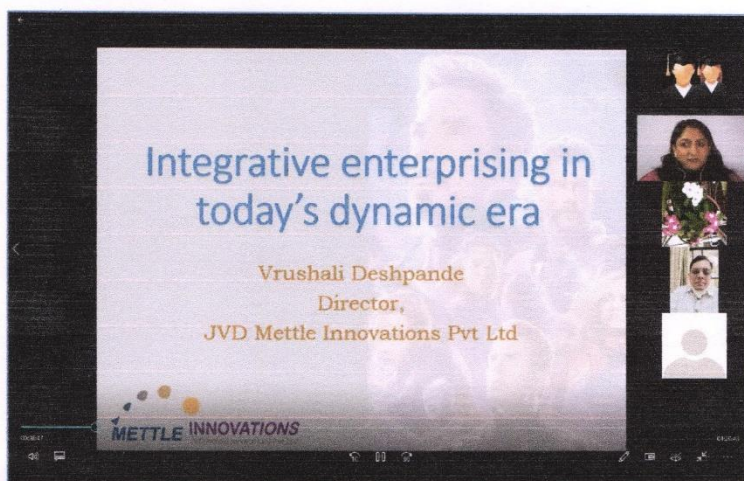 Integrative enterprising in
today's dynamic era
Vrushali Deshpande
Director,
JVD Mettle Innovations Pvt Ltd
METTLE INNOVATIONS